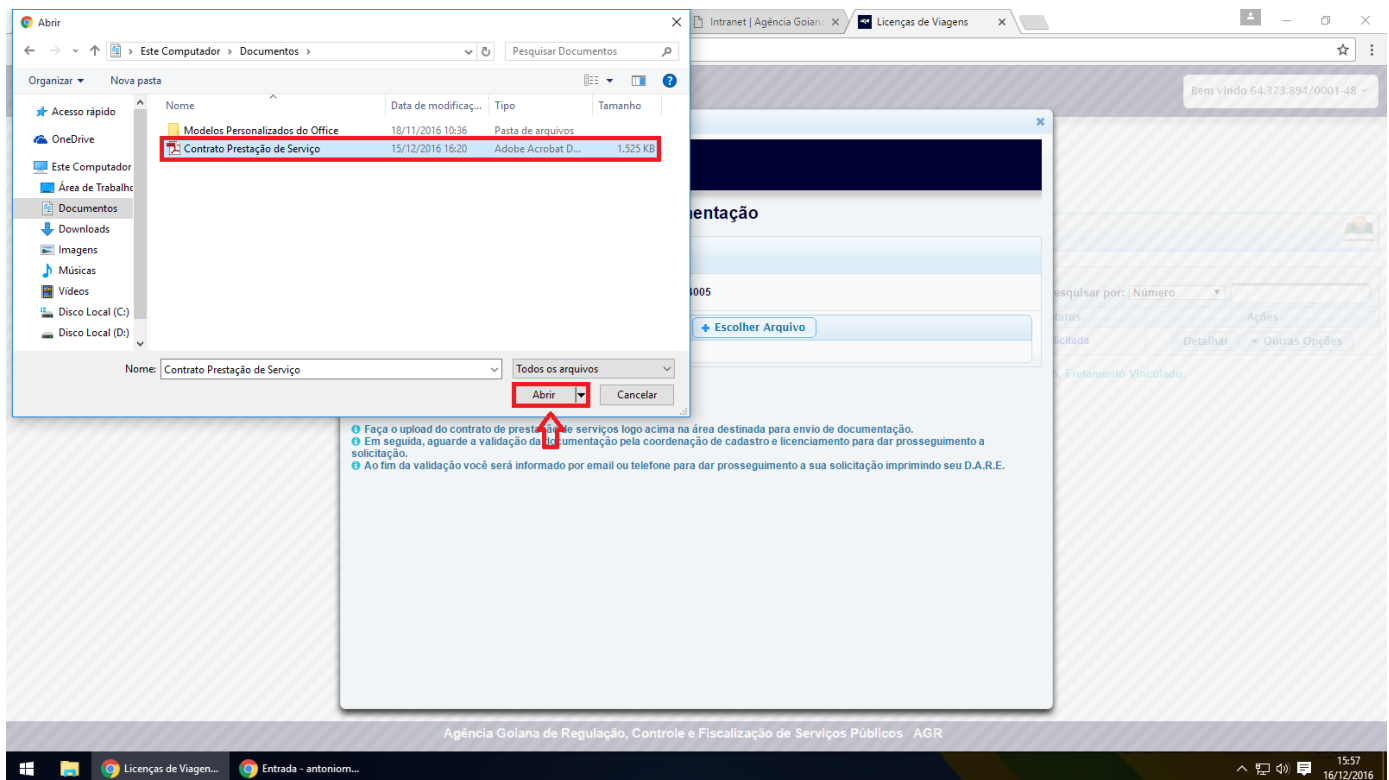 Abrir
Intranet | Agência Goian
Licenças de Viagens
Este Computador > Documentos >
Pesquisar Documentos
Organizar
Nova pasta
Bem vindo 64.373.894/0001-48
Acesso rápido
OneDrive
Este Computador
Área de Trabalho
Documentos
Downloads
Imagens
Músicas
Vídeos
Disco Local (C:)
Disco Local (D:)
Nome Data de modificaç... Tipo Tamanho
Modelos Personalizados do Office 18/11/2016 10:36 Pasta de arquivos
Contrato Prestação de Serviço 15/12/2016 16:20 Adobe Acrobat D... 1.525 KB
Nome: Contrato Prestação de Serviço
Todos os arquivos
Abrir
Cancelar
entação
4005
+ Escolher Arquivo
esquisar por: Número
tatus Ações
icitada Detalhar Outras Opções
, Fretamento Vinculado,
Faça o upload do contrato de prestação de serviços logo acima na área destinada para envio de documentação.
Em seguida, aguarde a validação da documentação pela coordenação de cadastro e licenciamento para dar prosseguimento a
solicitação.
Ao fim da validação você será informado por email ou telefone para dar prosseguimento a sua solicitação imprimindo seu D.A.R.E.
Agência Goiana de Regulação, Controle e Fiscalização de Serviços Públicos AGR
Licenças de Viagen...
Entrada - antoniom...
15:57
16/12/2016